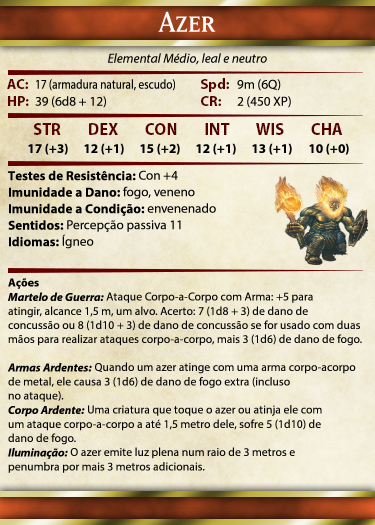 Azer
Elemental Médio, leal e neutro
AC: 17 (armadura natural, escudo) Spd: 9m (6Q)
HP: 39 (6d8 + 12) CR: 2 (450 XP)
STR DEX CON INT WIS CHA
17 (+3) 12 (+1) 15 (+2) 12 (+1) 13 (+1) 10 (+0)
Testes de Resistência: Con +4
Imunidade a Dano: fogo, veneno
Imunidade a Condição: envenenado
Sentidos: Percepção passiva 11
Idiomas: Ígneo
Ações
Martelo de Guerra: Ataque Corpo-a-Corpo com Arma: +5 para
atingir, alcance 1,5 m, um alvo. Acerto: 7 (1d8 + 3) de dano de
concussão ou 8 (1d10 + 3) de dano de concussão se for usado com duas
mãos para realizar ataques corpo-a-corpo, mais 3 (1d6) de dano de fogo.
Armas Ardentes: Quando um azer atinge com uma arma corpo-acorpo
de metal, ele causa 3 (1d6) de dano de fogo extra (incluso
no ataque).
Corpo Ardente: Uma criatura que toque o azer ou atinja ele com
um ataque corpo-a-corpo a até 1,5 metro dele, sofre 5 (1d10) de
dano de fogo.
Iluminação: O azer emite luz plena num raio de 3 metros e
penumbra por mais 3 metros adicionais.